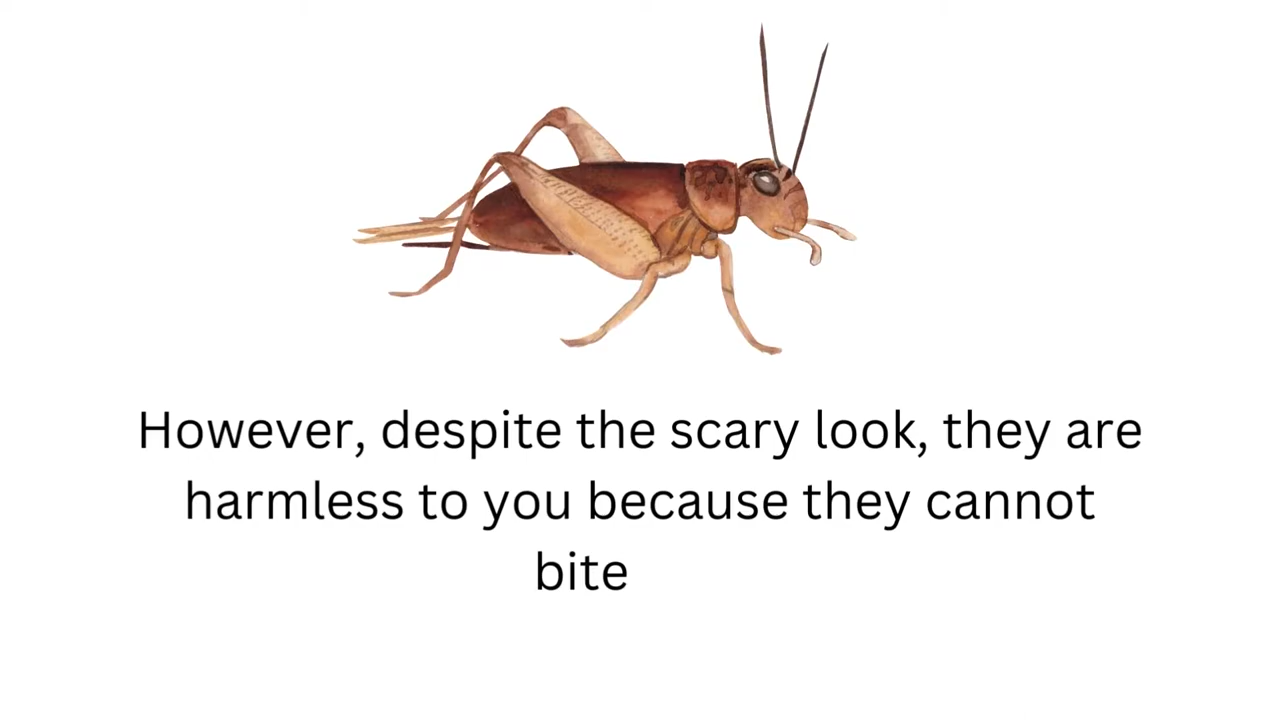 However, despite the scary look, they are
harmless to you because they cannot
bite